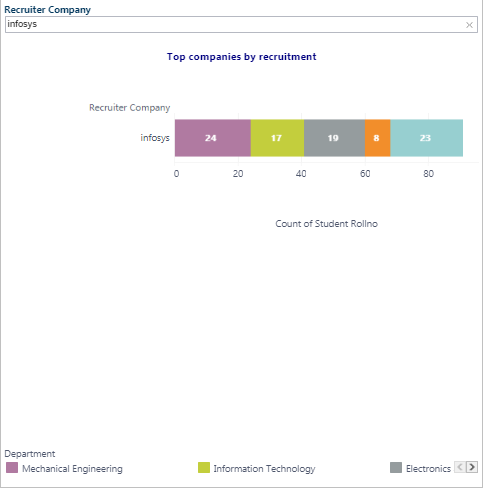 Recruiter Company
infosys
Top companies by recruitment
Recruiter Company
infosys 24 17 19 8 23
0 20 40 60 80
Count of Student Rollno
Department
Mechanical Engineering Information Technology Electronics